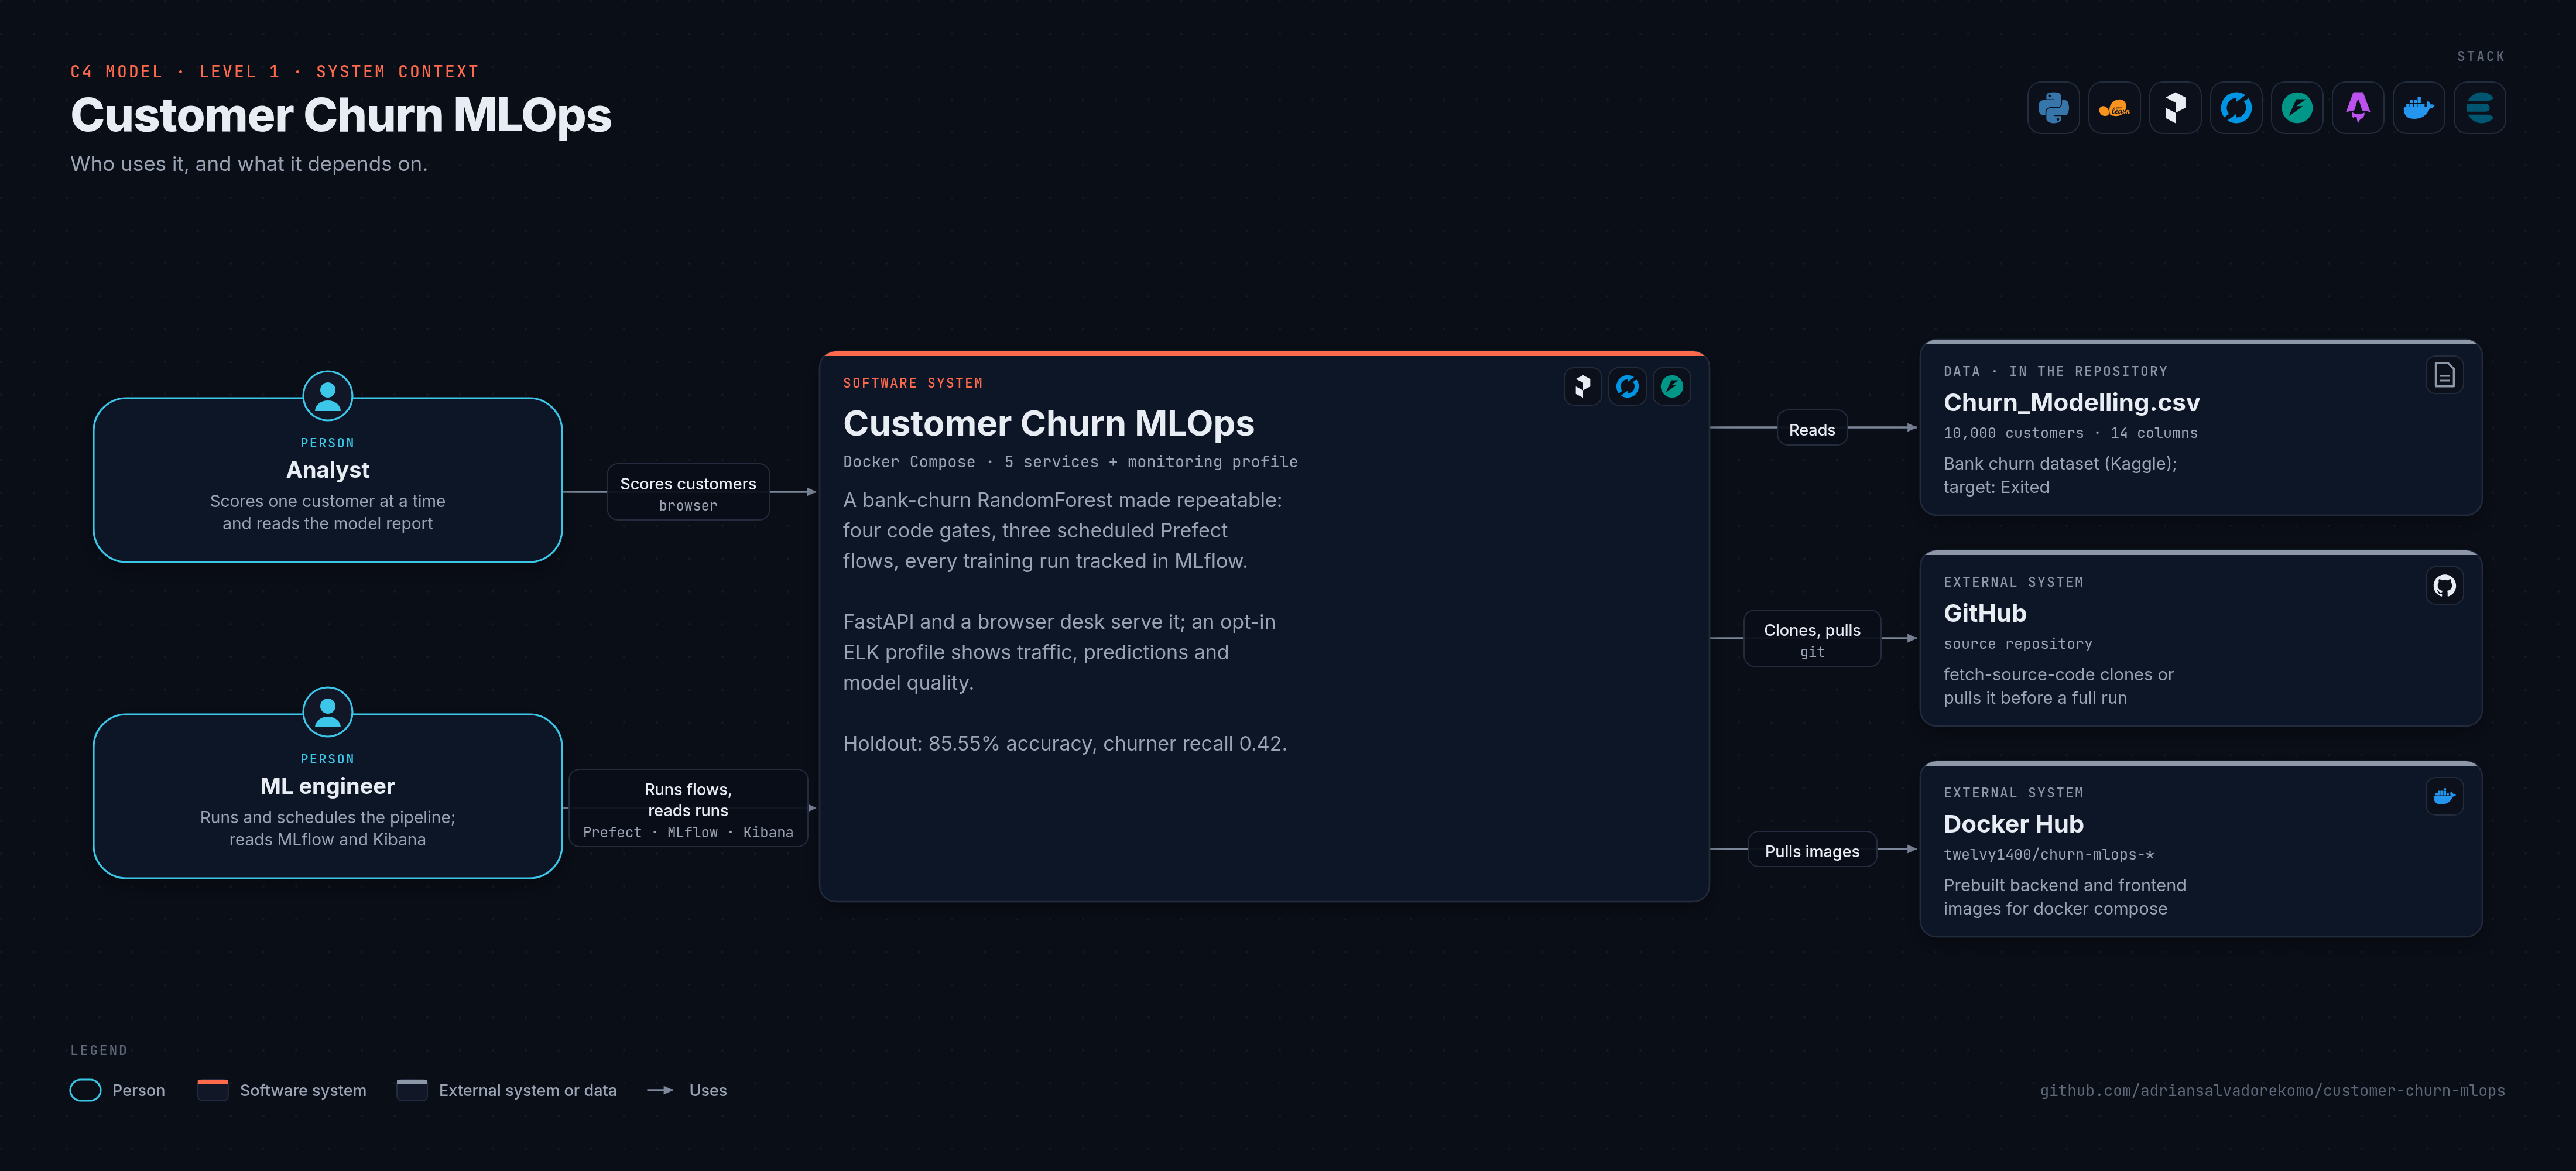 C4 MODEL · LEVEL 1 · SYSTEM CONTEXT
Customer Churn MLOps
Who uses it, and what it depends on.
STACK
PERSON
Analyst
Scores one customer at a time
and reads the model report
Scores customers
browser
PERSON
ML engineer
Runs and schedules the pipeline;
reads MLflow and Kibana
Runs flows,
reads runs
Prefect · MLflow · Kibana
SOFTWARE SYSTEM
Customer Churn MLOps
Docker Compose · 5 services + monitoring profile
A bank-churn RandomForest made repeatable:
four code gates, three scheduled Prefect
flows, every training run tracked in MLflow.
FastAPI and a browser desk serve it; an opt-in
ELK profile shows traffic, predictions and
model quality.
Holdout: 85.55% accuracy, churner recall 0.42.
Reads
Clones, pulls
git
Pulls images
DATA · IN THE REPOSITORY
Churn_Modelling.csv
10,000 customers · 14 columns
Bank churn dataset (Kaggle);
target: Exited
EXTERNAL SYSTEM
GitHub
source repository
fetch-source-code clones or
pulls it before a full run
EXTERNAL SYSTEM
Docker Hub
twelvy1400/churn-mlops-*
Prebuilt backend and frontend
images for docker compose
LEGEND
Person
Software system
External system or data
Uses
github.com/adriansalvadorekomo/customer-churn-mlops